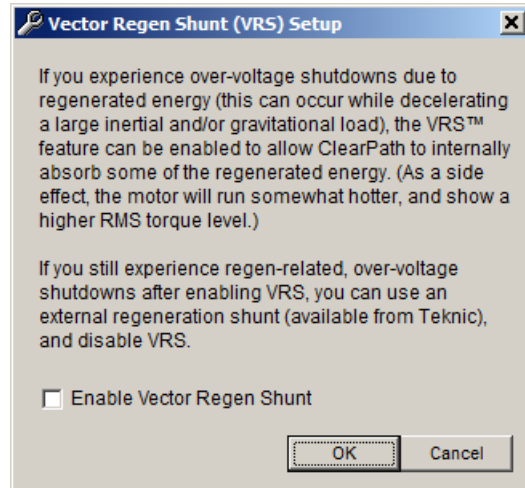 Vector Regen Shunt (VRS) Setup
If you experience over-voltage shutdowns due to
regenerated energy (this can occur while decelerating
a large inertial and/or gravitational load), the VRS™
feature can be enabled to allow ClearPath to internally
absorb some of the regenerated energy. (As a side
effect, the motor will run somewhat hotter, and show a
higher RMS torque level.)
If you still experience regen-related, over-voltage
shutdowns after enabling VRS, you can use an
external regeneration shunt (available from Teknic),
and disable VRS.
Enable Vector Regen Shunt
OK Cancel